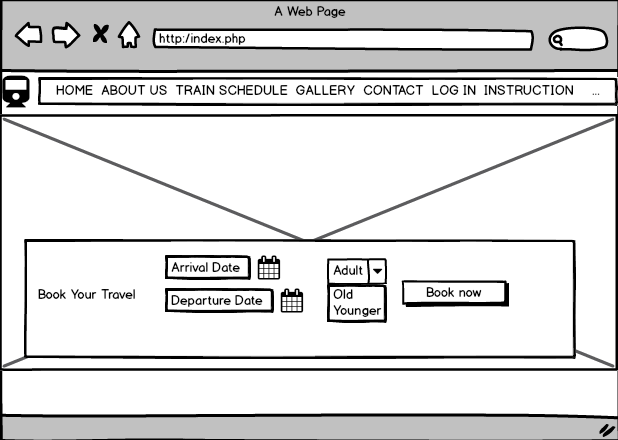 A Web Page
http:/index.php
HOME ABOUT US TRAIN SCHEDULE GALLERY CONTACT LOG IN INSTRUCTION ...
Arrival Date
Adult
Book Your Travel
Departure Date
Old
Younger
Book now